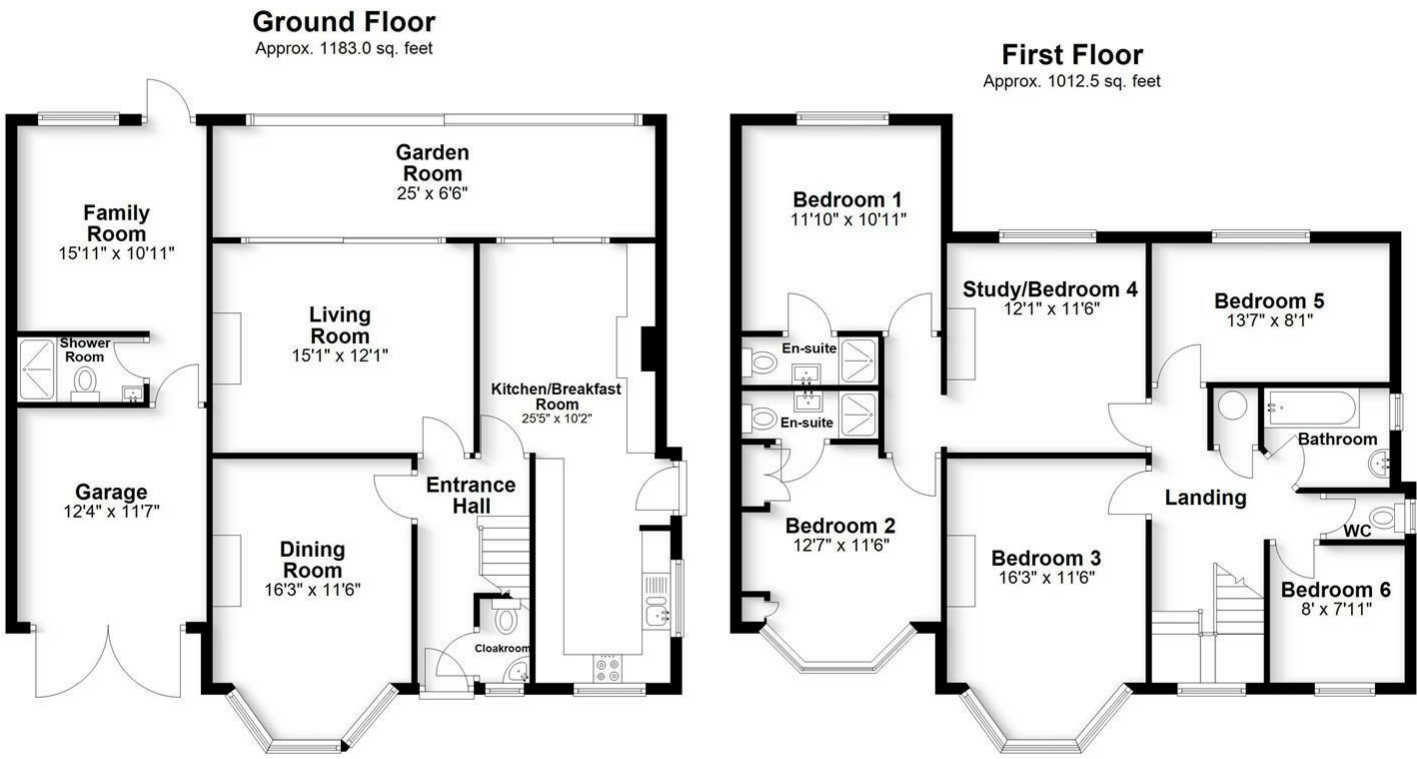 Ground Floor
Approx. 1183.0 sq. feet
Garden
Room
25' x 6'6"
Family
Room
15'11" x 10'11"
Living
Room
15'1" x 12'1"
Shower
Room
Kitchen/Breakfast
Room
25'5" x 10'2"
Garage
12'4" x 11'7"
Entrance
Hall
Dining
Room
16'3" x 11'6"
Cloakroom
First Floor
Approx. 1012.5 sq. feet
Bedroom 1
11'10" x 10'11"
Study/Bedroom 4
12'1" x 11'6"
Bedroom 5
13'7" x 8'1"
En-suite
En-suite
Bathroom
Landing
Bedroom 2
12'7" x 11'6"
WC
Bedroom 3
16'3" x 11'6"
Bedroom 6
8' x 7'11"